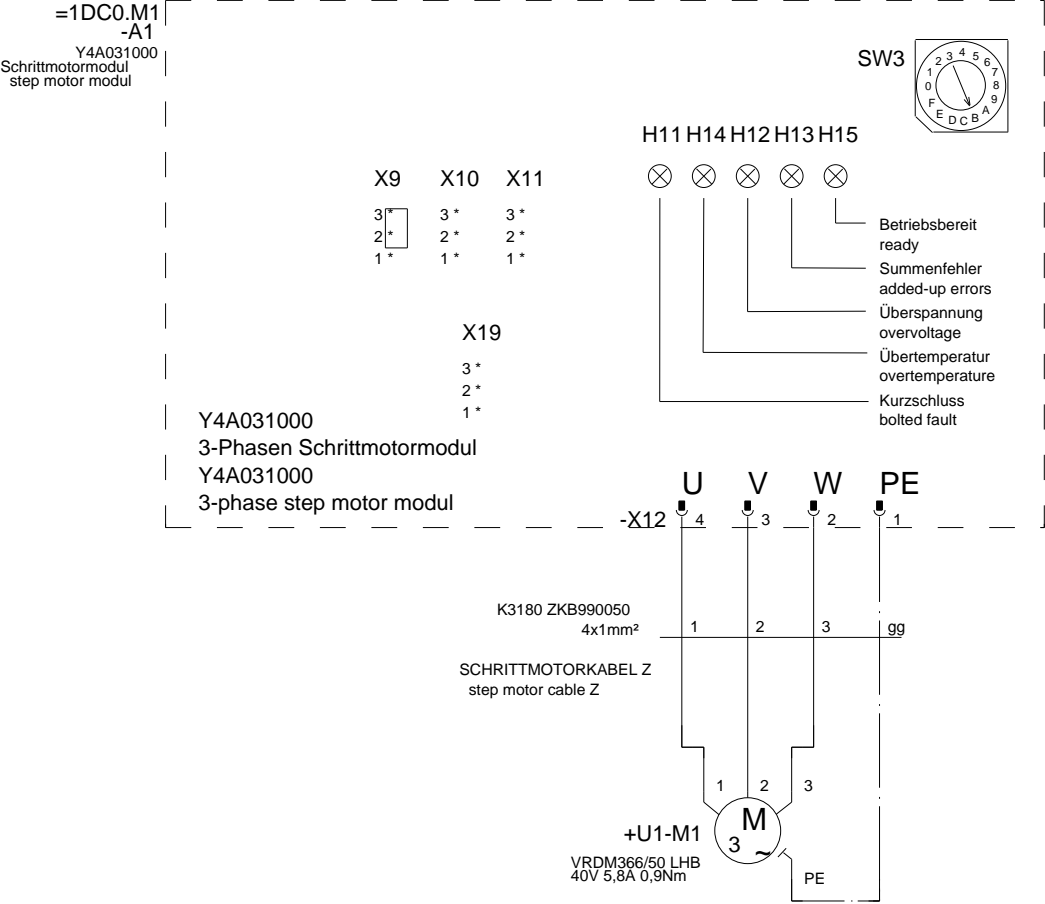 =1DC0.M1
-A1
Y4A031000
Schrittmotormodul
step motor modul
SW3
0 1 2 3 4 5 6 7 8 9 A B C D E F
H11 H14 H12 H13 H15
X9 X10 X11
3 * 3 * 3 *
2 * 2 * 2 *
1 * 1 * 1 *
Betriebsbereit
ready
Summenfehler
added-up errors
Überspannung
overvoltage
Übertemperatur
overtemperature
Kurzschluss
bolted fault
X19
3 *
2 *
1 *
Y4A031000
3-Phasen Schrittmotormodul
Y4A031000
3-phase step motor modul
U V W PE
-X12 4 3 2 1
K3180 ZKB990050
4x1mm²
1 2 3 gg
SCHRITTMOTORKABEL Z
step motor cable Z
1 2 3
M
3 ~
+U1-M1
VRDM366/50 LHB
40V 5,8A 0,9Nm
PE